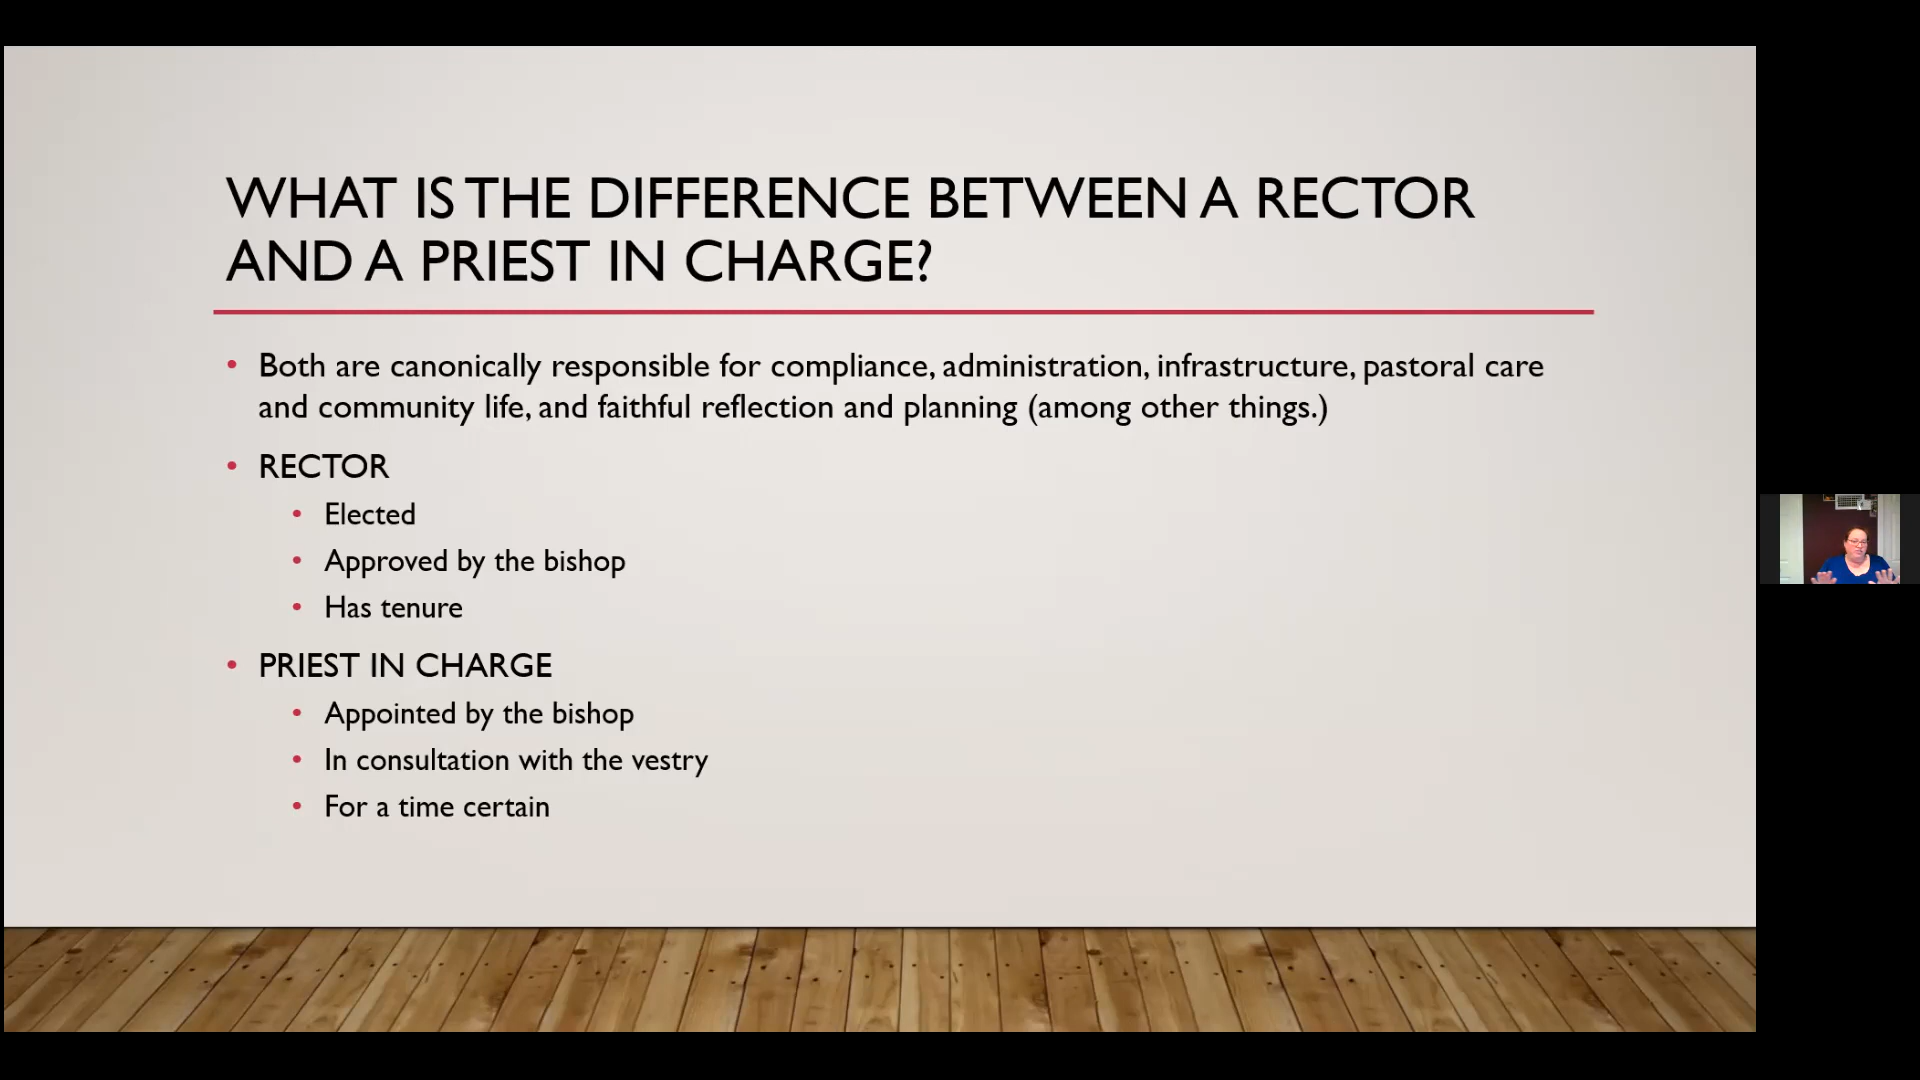 WHAT IS THE DIFFERENCE BETWEEN A RECTOR
AND A PRIEST IN CHARGE?
• Both are canonically responsible for compliance, administration, infrastructure, pastoral care
and community life, and faithful reflection and planning (among other things.)
• RECTOR
• Elected
• Approved by the bishop
• Has tenure
• PRIEST IN CHARGE
• Appointed by the bishop
• In consultation with the vestry
• For a time certain